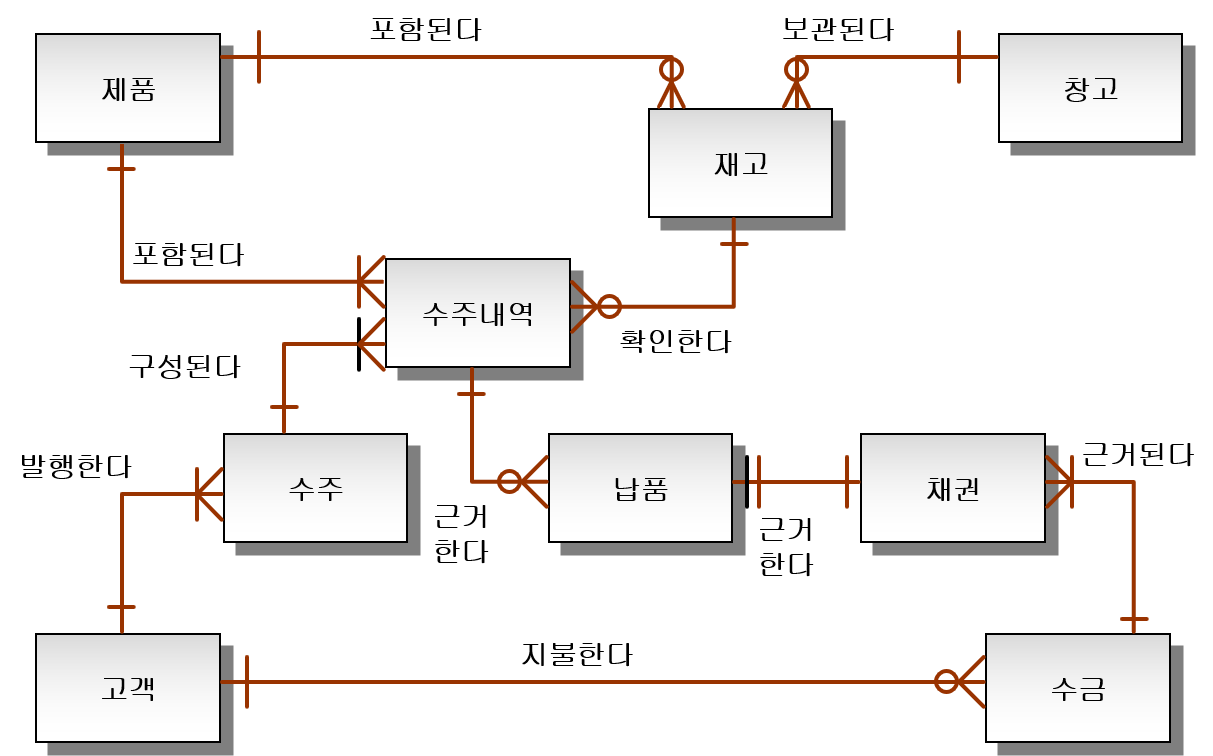 포함된다
보관된다
제품
창고
재고
포함된다
수주내역
확인한다
구성된다
발행한다
수주
납품
채권
근거된다
근거
한다
근거
한다
지불한다
고객
수금